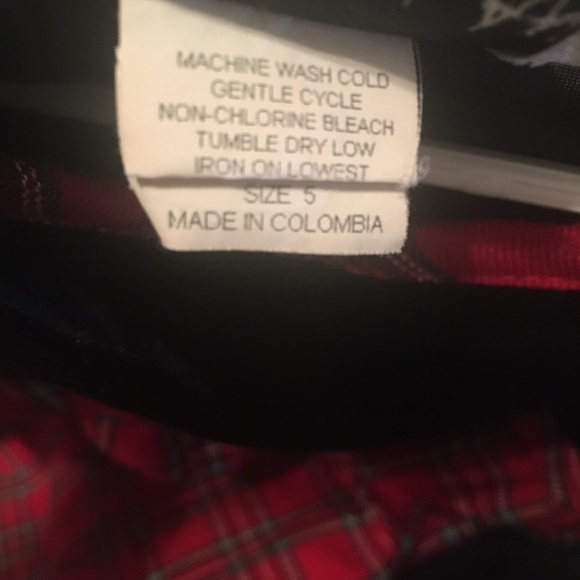 MACHINE WASH COLD
GENTLE CYCLE
NON-CHLORINE BLEACH
TUMBLE DRY LOW
IRON ON LOWEST
SIZE 5
MADE IN COLOMBIA